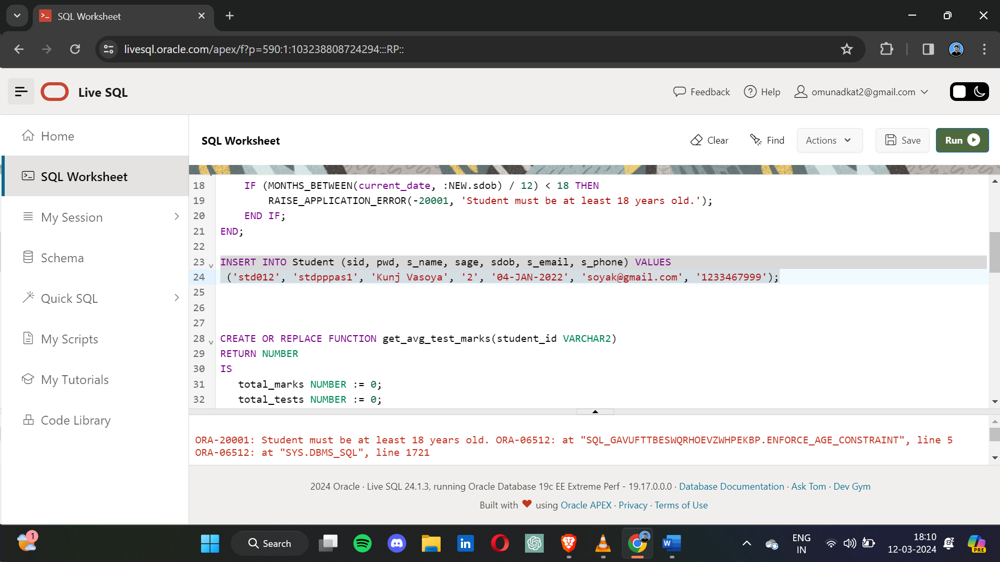 SQL Worksheet
livesql.oracle.com/apex/f?p=590:1:103238808724294:::RP::
Live SQL
Feedback
Help
omunadkat2@gmail.com
Home
SQL Worksheet
My Session
Schema
Quick SQL
My Scripts
My Tutorials
Code Library
SQL Worksheet
Clear
Find
Actions
Save
Run
18 IF (MONTHS_BETWEEN(current_date, :NEW.sdob) / 12) < 18 THEN
19 RAISE_APPLICATION_ERROR(-20001, 'Student must be at least 18 years old.');
20 END IF;
21 END;
22
23 INSERT INTO Student (sid, pwd, s_name, sage, sdob, s_email, s_phone) VALUES
24 ('std012', 'stdpppas1', 'Kunj Vasoya', '2', '04-JAN-2022', 'soyak@gmail.com', '1233467999');
25
26
27
28 CREATE OR REPLACE FUNCTION get_avg_test_marks(student_id VARCHAR2)
29 RETURN NUMBER
30 IS
31 total_marks NUMBER := 0;
32 total_tests NUMBER := 0;
ORA-20001: Student must be at least 18 years old. ORA-06512: at "SQL_GAVUFTTBESWQRHOEVZWHPEKBP.ENFORCE_AGE_CONSTRAINT", line 5
ORA-06512: at "SYS.DBMS_SQL", line 1721
2024 Oracle · Live SQL 24.1.3, running Oracle Database 19c EE Extreme Perf - 19.17.0.0.0 · Database Documentation · Ask Tom · Dev Gym
Built with ❤ using Oracle APEX · Privacy · Terms of Use
1
Search
in
W
ENG
IN
18:10
12-03-2024
PRE